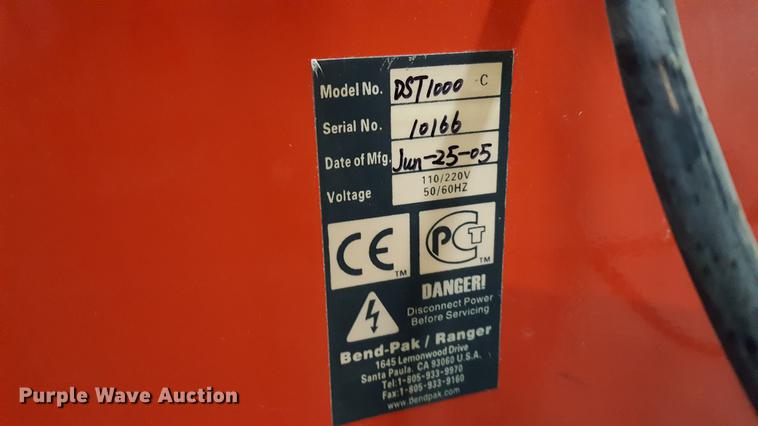 Model No. DST1000 -C
Serial No. 10166
Date of Mfg. Jun-25-05
Voltage 110/220V
50/60HZ
CE PCT
TM TM
DANGER!
Disconnect Power
Before Servicing
Bend-Pak / Ranger
1645 Lemonwood Drive
Santa Paula, CA 93060 U.S.A.
Tel:1-805-933-9970
Fax:1-805-933-9160
www.bendpak.com
Purple Wave Auction